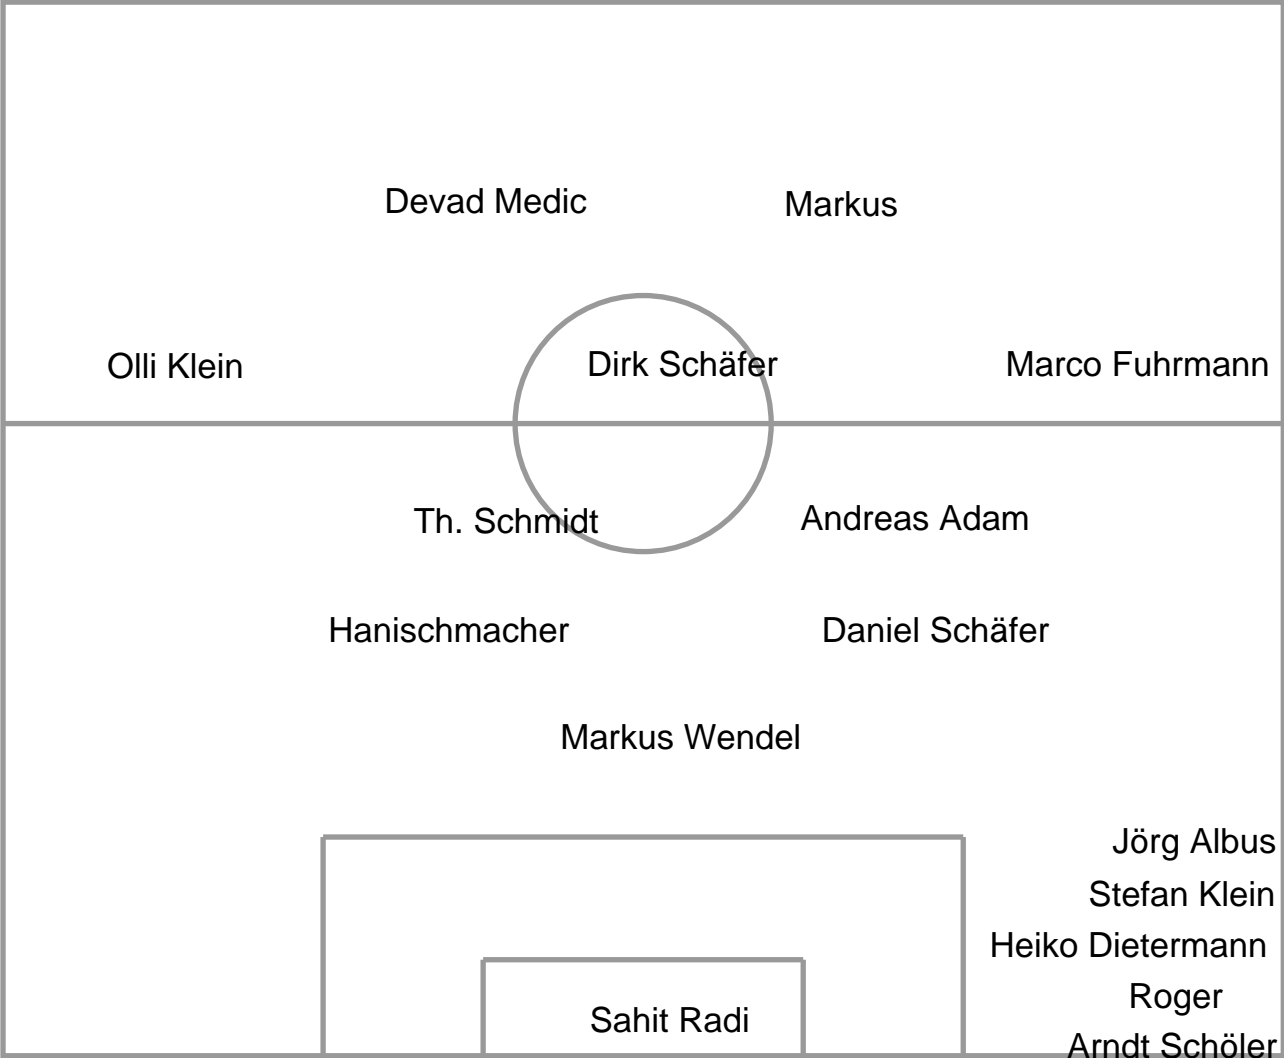 Devad Medic
Markus
Olli Klein
Dirk Schäfer
Marco Fuhrmann
Th. Schmidt
Andreas Adam
Hanischmacher
Daniel Schäfer
Markus Wendel
Jörg Albus
Stefan Klein
Heiko Dietermann
Roger
Sahit Radi
Arndt Schöler